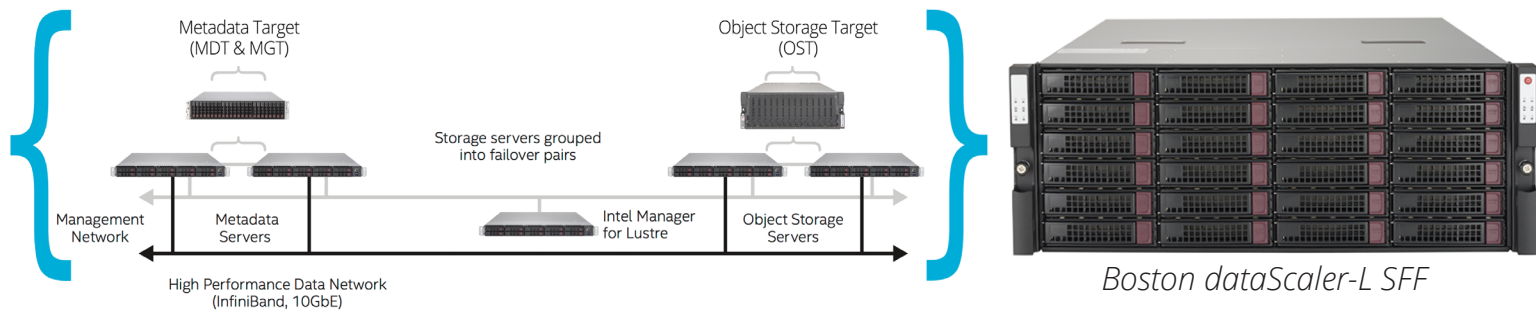 Metadata Target
(MDT & MGT)
Object Storage Target
(OST)
Storage servers grouped
into failover pairs
Management
Network
Metadata
Servers
Intel Manager
for Lustre
Object Storage
Servers
High Performance Data Network
(InfiniBand, 10GbE)
Boston dataScaler-L SFF